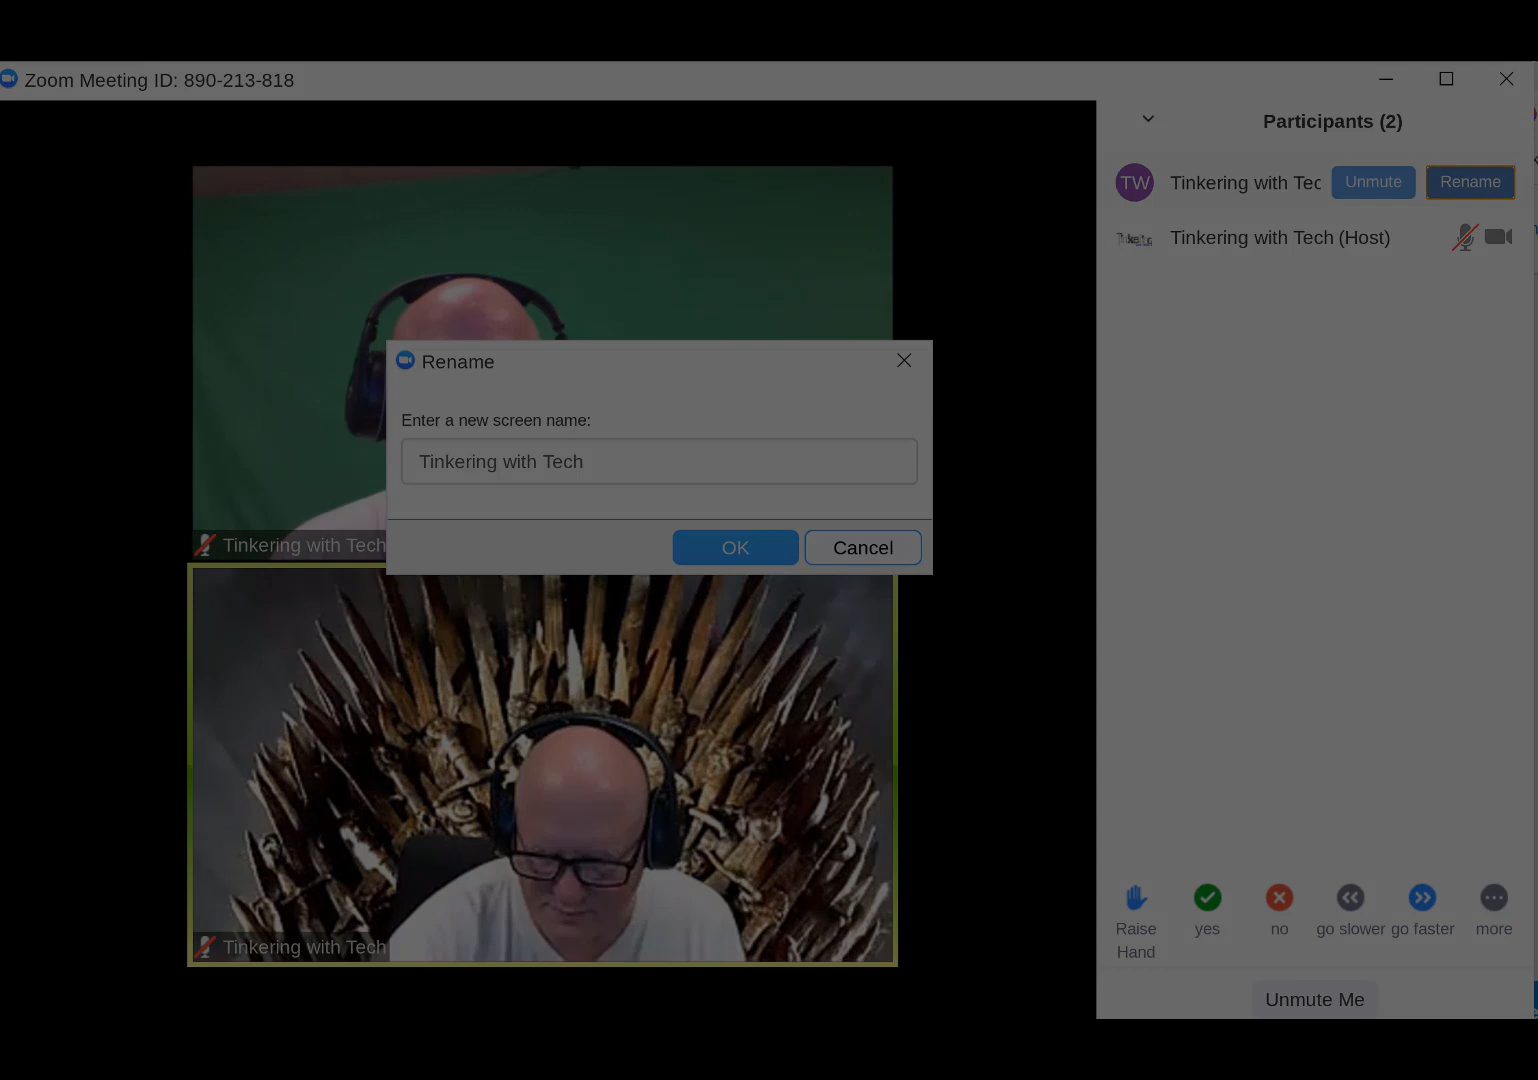 Zoom Meeting ID: 890-213-818
Participants (2)
TW
Tinkering with Tec
Unmute
Rename
Tinkering with Tech (Host)
Rename
Enter a new screen name:
Tinkering with Tech
OK
Cancel
Tinkering with Tech
Tinkering with Tech
Raise
Hand
yes
no
go slower
go faster
more
Unmute Me